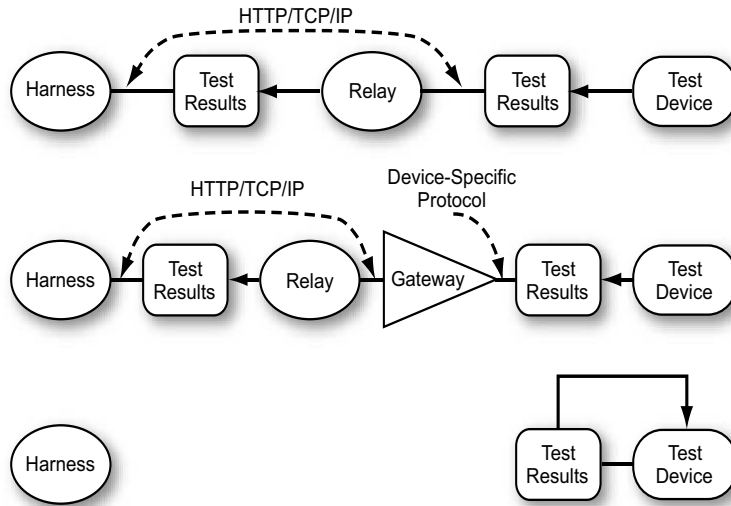 HTTP/TCP/IP
Harness
Test
Results
Relay
Test
Results
Test
Device
HTTP/TCP/IP
Device-Specific
Protocol
Harness
Test
Results
Relay
Gateway
Test
Results
Test
Device
Harness
Test
Results
Test
Device